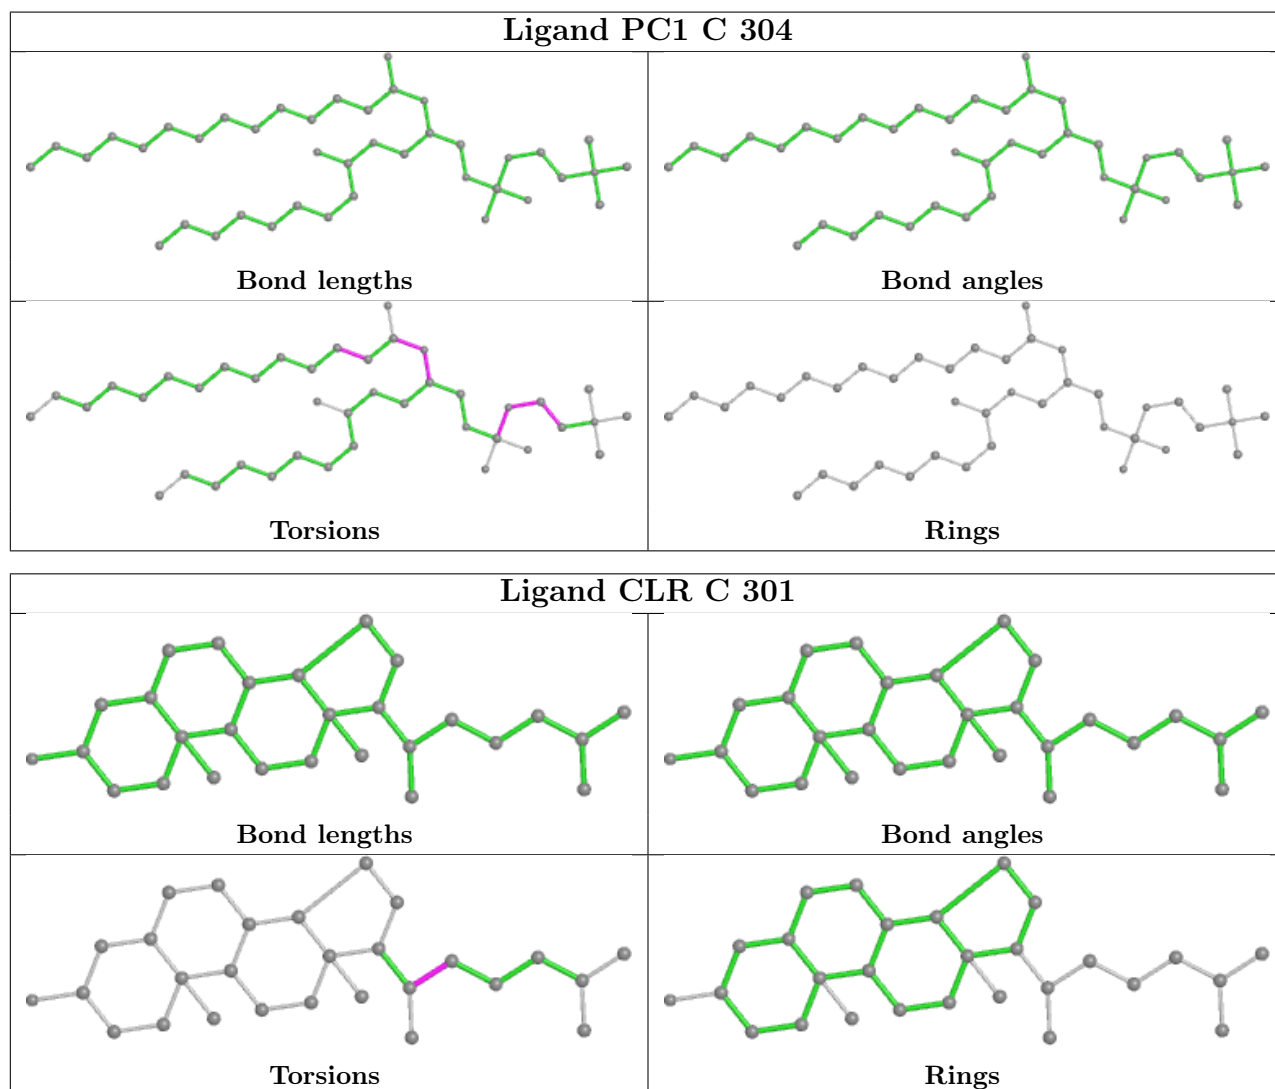 Ligand PC1 C 304
Bond lengths
Bond angles
Torsions
Rings
Ligand CLR C 301
Bond lengths
Bond angles
Torsions
Rings